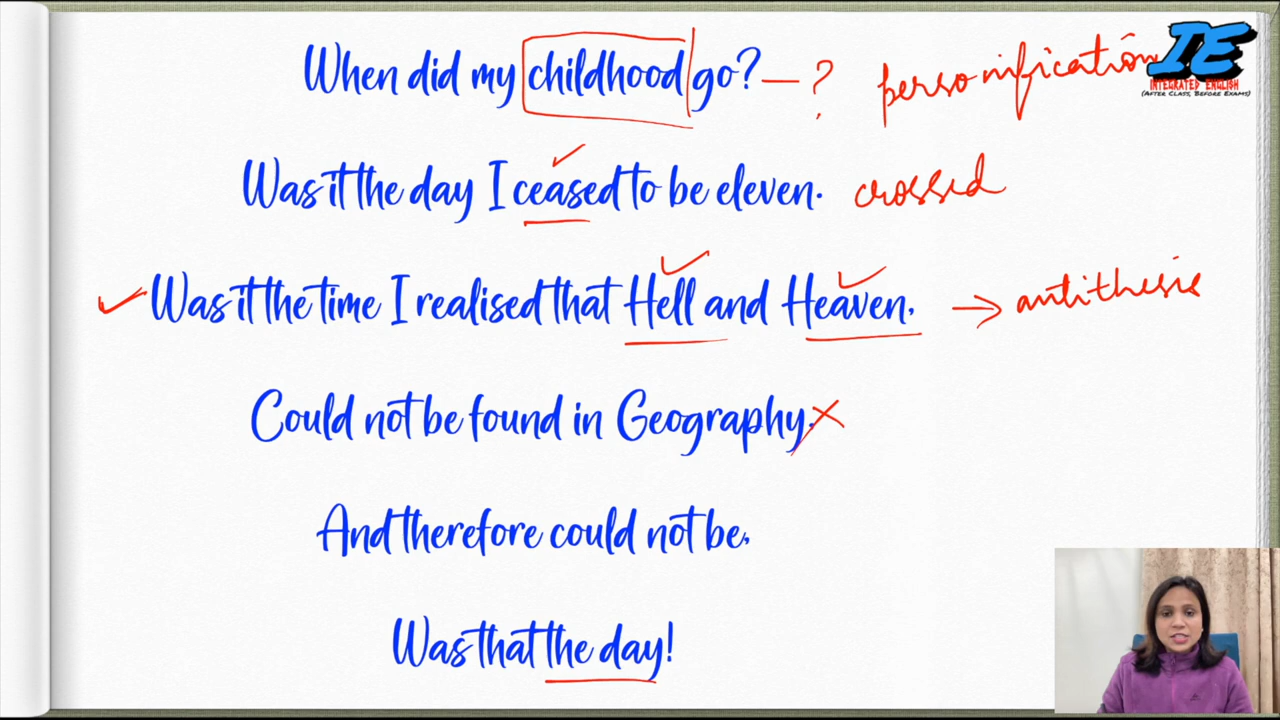 When did my childhood go? — ? personification
IE
INTEGRATED ENGLISH
(AFTER CLASS, BEFORE EXAMS)
Was it the day I ceased to be eleven. crossed
Was it the time I realised that Hell and Heaven, → antithesis
Could not be found in Geography,
And therefore could not be,
Was that the day!